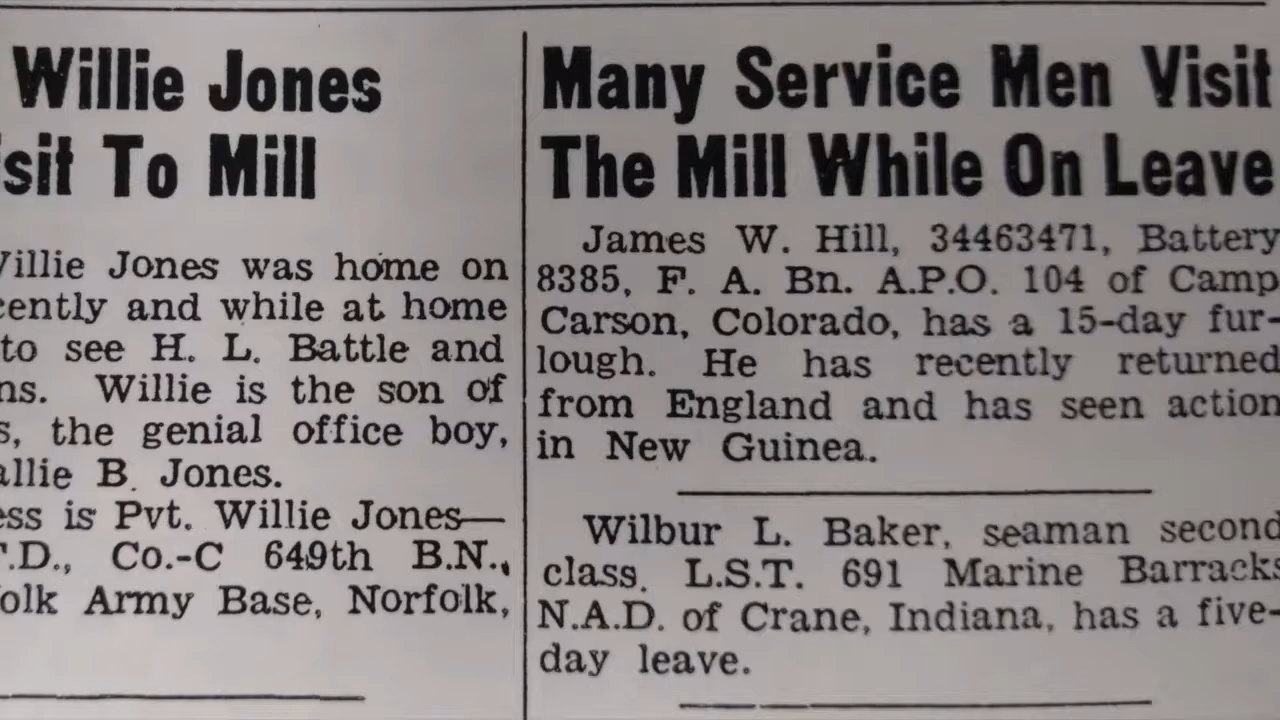 Willie Jones
sit To Mill
Willie Jones was home on
cently and while at home
to see H. L. Battle and
ns. Willie is the son of
s, the genial office boy,
allie B. Jones.
ess is Pvt. Willie Jones—
T.D., Co.-C 649th B.N.,
olk Army Base, Norfolk,
Many Service Men Visit
The Mill While On Leave
James W. Hill, 34463471, Battery
8385, F. A. Bn. A.P.O. 104 of Camp
Carson, Colorado, has a 15-day fur-
lough. He has recently returned
from England and has seen action
in New Guinea.
Wilbur L. Baker, seaman second
class, L.S.T. 691 Marine Barracks
N.A.D. of Crane, Indiana, has a five-
day leave.